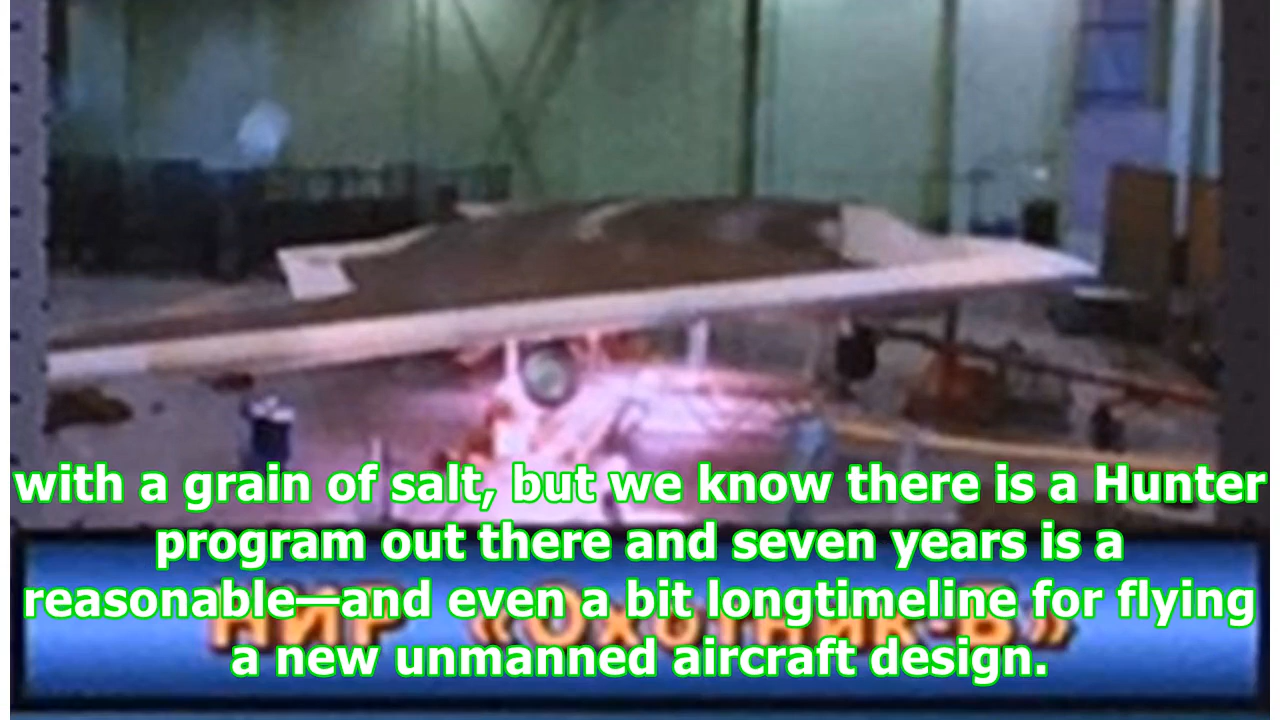 with a grain of salt, but we know there is a Hunter
program out there and seven years is a
reasonable—and even a bit longtimeline for flying
a new unmanned aircraft design.
НИР «Охотник-Б»